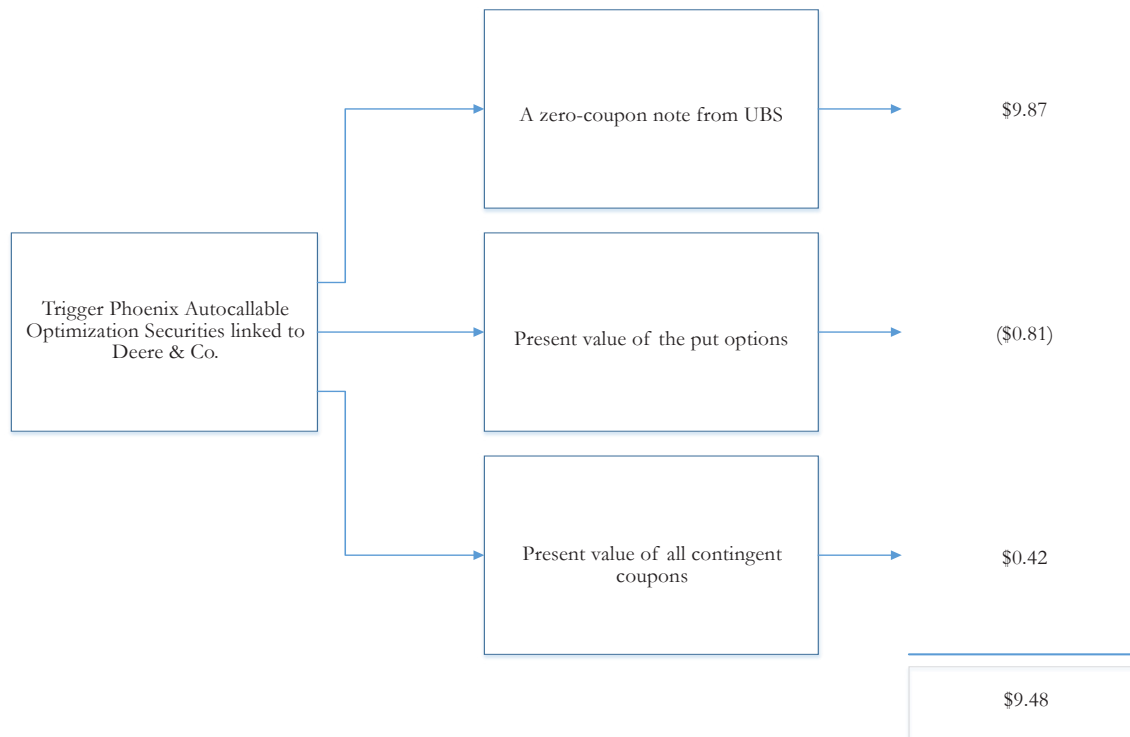 A zero-coupon note from UBS
$9.87
Trigger Phoenix Autocallable
Optimization Securities linked to
Deere & Co.
Present value of the put options
($0.81)
Present value of all contingent
coupons
$0.42
$9.48